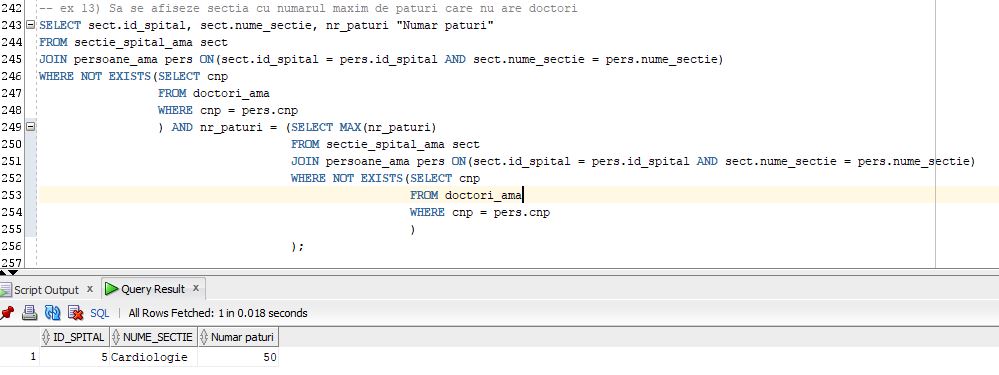 242 -- ex 13) Sa se afiseze sectia cu numarul maxim de paturi care nu are doctori
243 SELECT sect.id_spital, sect.nume_sectie, nr_paturi "Numar paturi"
244 FROM sectie_spital_ama sect
245 JOIN persoane_ama pers ON(sect.id_spital = pers.id_spital AND sect.nume_sectie = pers.nume_sectie)
246 WHERE NOT EXISTS(SELECT cnp
247 FROM doctori_ama
248 WHERE cnp = pers.cnp
249 ) AND nr_paturi = (SELECT MAX(nr_paturi)
250 FROM sectie_spital_ama sect
251 JOIN persoane_ama pers ON(sect.id_spital = pers.id_spital AND sect.nume_sectie = pers.nume_sectie)
252 WHERE NOT EXISTS(SELECT cnp
253 FROM doctori_ama
254 WHERE cnp = pers.cnp
255 )
256 );
257
Script Output x Query Result x
SQL | All Rows Fetched: 1 in 0.018 seconds
ID_SPITAL NUME_SECTIE Numar paturi
1 5 Cardiologie 50